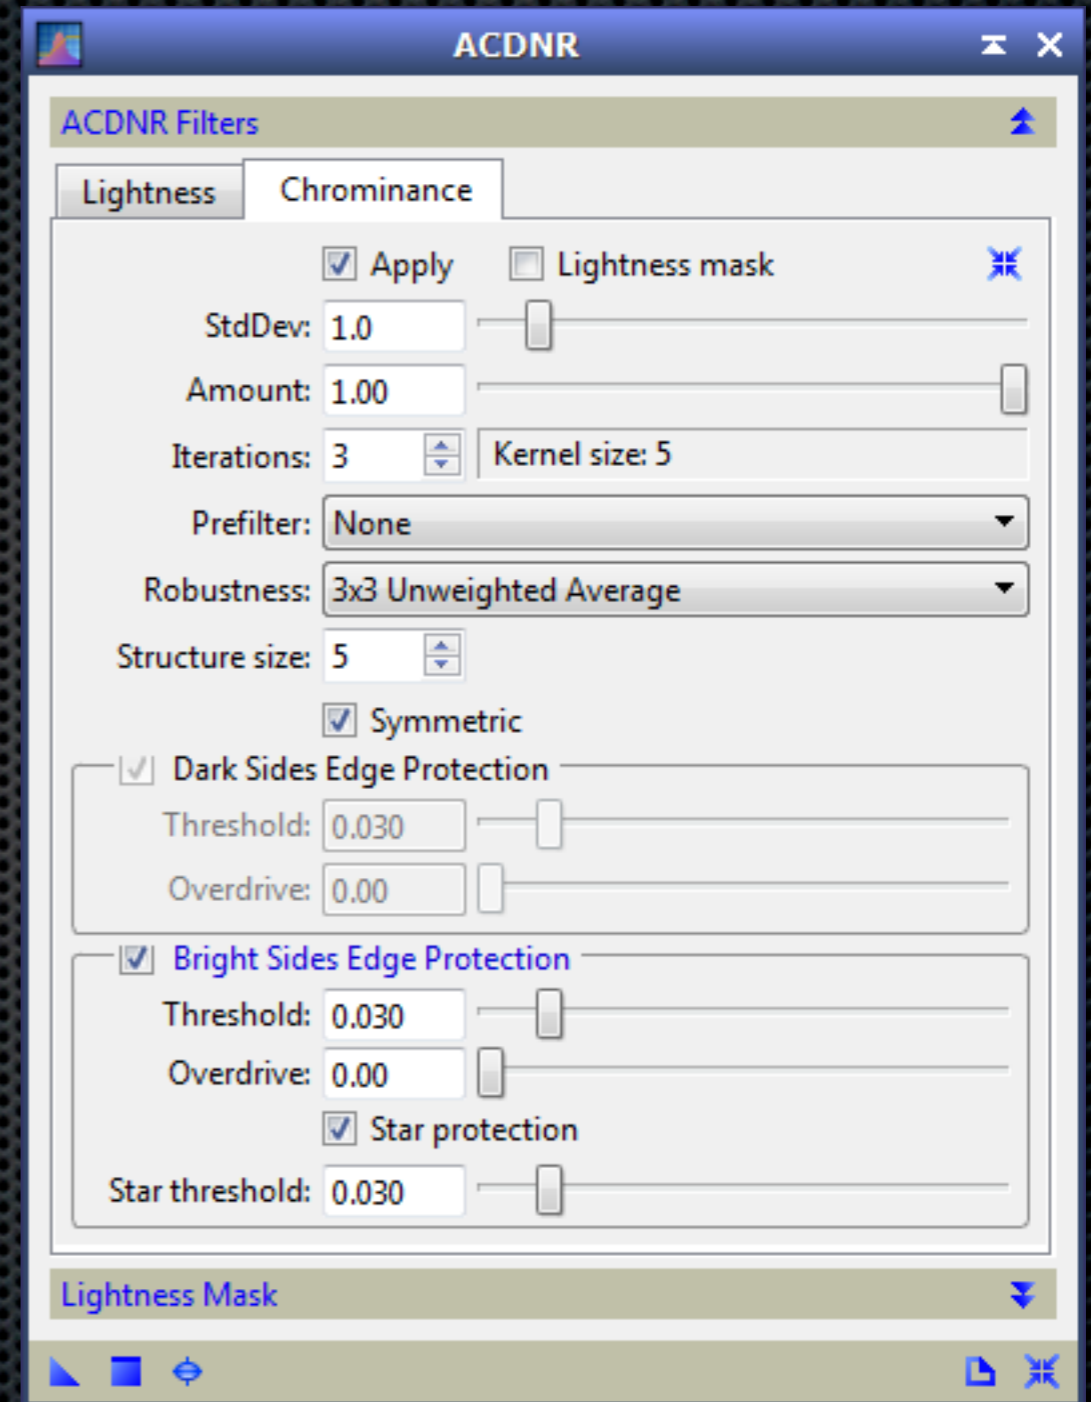 ACDNR
ACDNR Filters
Lightness Chrominance
Apply Lightness mask
StdDev: 1.0
Amount: 1.00
Iterations: 3 Kernel size: 5
Prefilter: None
Robustness: 3x3 Unweighted Average
Structure size: 5
Symmetric
Dark Sides Edge Protection
Threshold: 0.030
Overdrive: 0.00
Bright Sides Edge Protection
Threshold: 0.030
Overdrive: 0.00
Star protection
Star threshold: 0.030
Lightness Mask